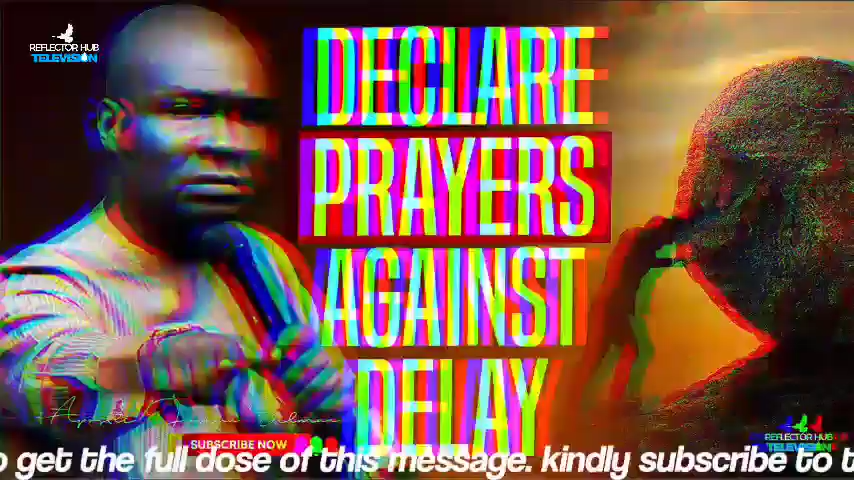 REFLECTOR HUB
TELEVISION
DECLARE
PRAYERS
AGAINST
DELAY
SUBSCRIBE NOW
REFLECTOR HUB
TELEVISION
o get the full dose of this message. kindly subscribe to t